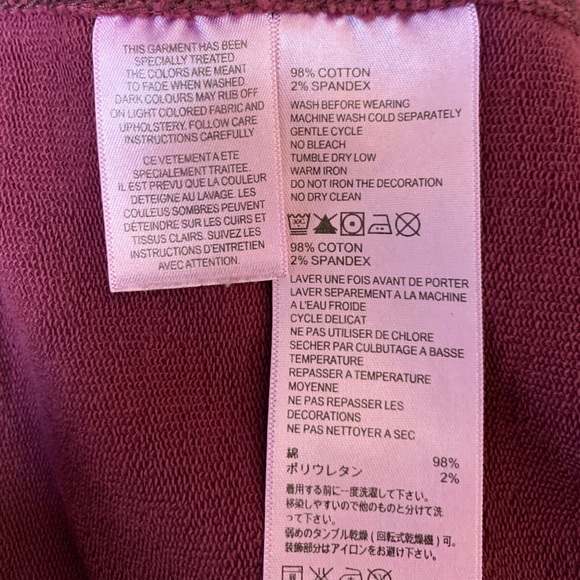 THIS GARMENT HAS BEEN
SPECIALLY TREATED
THE COLORS ARE MEANT
TO FADE WHEN WASHED.
DARK COLOURS MAY RUB OFF
ON LIGHT COLORED FABRIC AND
UPHOLSTERY. FOLLOW CARE
INSTRUCTIONS CAREFULLY
CE VETEMENT A ETE
SPECIALEMENT TRAITEE.
IL EST PREVU QUE LA COULEUR
DETEIGNE AU LAVAGE. LES
COULEUS SOMBRES PEUVENT
DÉTEINDRE SUR LES CUIRS ET
TISSUS CLAIRS. SUIVEZ LES
INSTRUCTIONS D'ENTRETIEN
AVEC ATTENTION.
98% COTTON
2% SPANDEX
WASH BEFORE WEARING
MACHINE WASH COLD SEPARATELY
GENTLE CYCLE
NO BLEACH
TUMBLE DRY LOW
WARM IRON
DO NOT IRON THE DECORATION
NO DRY CLEAN
98% COTON
2% SPANDEX
LAVER UNE FOIS AVANT DE PORTER
LAVER SEPAREMENT A LA MACHINE
A L'EAU FROIDE
CYCLE DELICAT
NE PAS UTILISER DE CHLORE
SECHER PAR CULBUTAGE A BASSE
TEMPERATURE
REPASSER A TEMPERATURE
MOYENNE
NE PAS REPASSER LES
DECORATIONS
NE PAS NETTOYER A SEC
綿 98%
ポリウレタン 2%
着用する前に一度洗濯して下さい。
移染しやすいので他のものと分けて洗
って下さい。
弱めのタンブル乾燥（回転式乾燥機）可。
装飾部分はアイロンをお避け下さい。